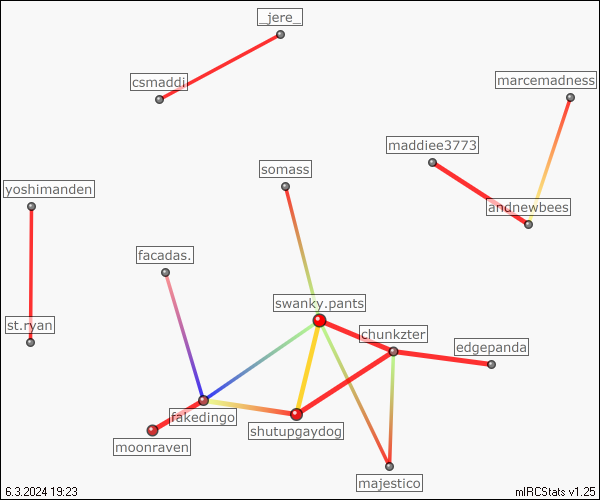 _jere_
csmaddi
marcemadness
maddiee3773
somass
yoshimanden
andnewbees
facadas.
swanky.pants
st.ryan
chunkzter
edgepanda
fakedingo
shutupgaydog
moonraven
majestico
6.3.2024 19:23
mIRCStats v1.25